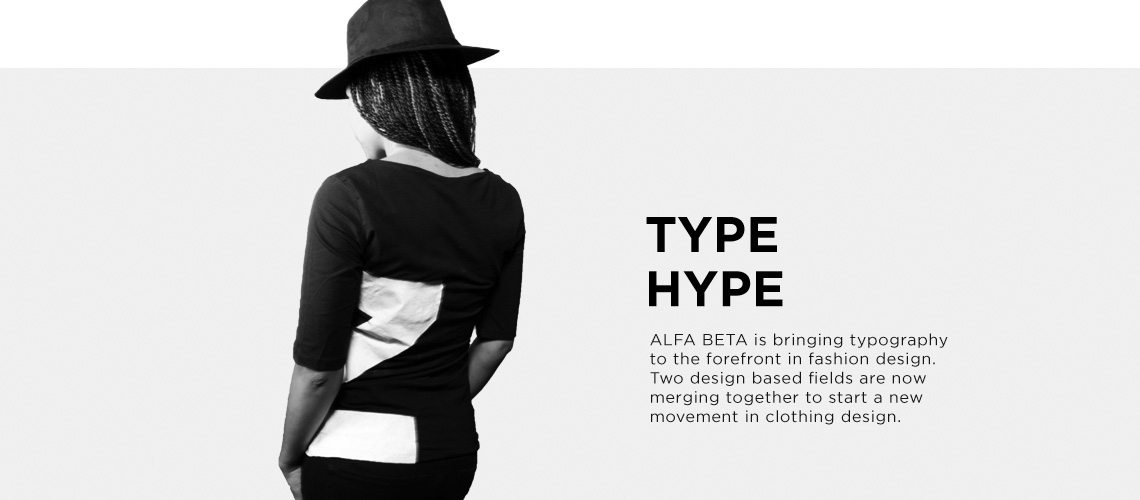 TYPE
HYPE
ALFA BETA is bringing typography
to the forefront in fashion design.
Two design based fields are now
merging together to start a new
movement in clothing design.